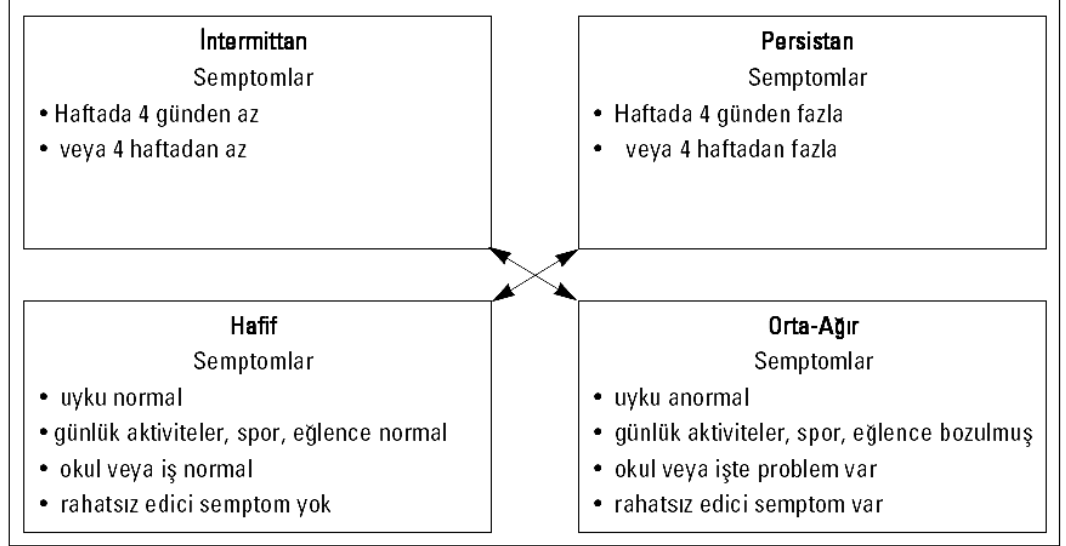 İntermittan
Semptomlar
• Haftada 4 günden az
• veya 4 haftadan az
Persistan
Semptomlar
• Haftada 4 günden fazla
• veya 4 haftadan fazla
Hafif
Semptomlar
• uyku normal
• günlük aktiviteler, spor, eğlence normal
• okul veya iş normal
• rahatsız edici semptom yok
Orta-Ağır
Semptomlar
• uyku anormal
• günlük aktiviteler, spor, eğlence bozulmuş
• okul veya işte problem var
• rahatsız edici semptom var